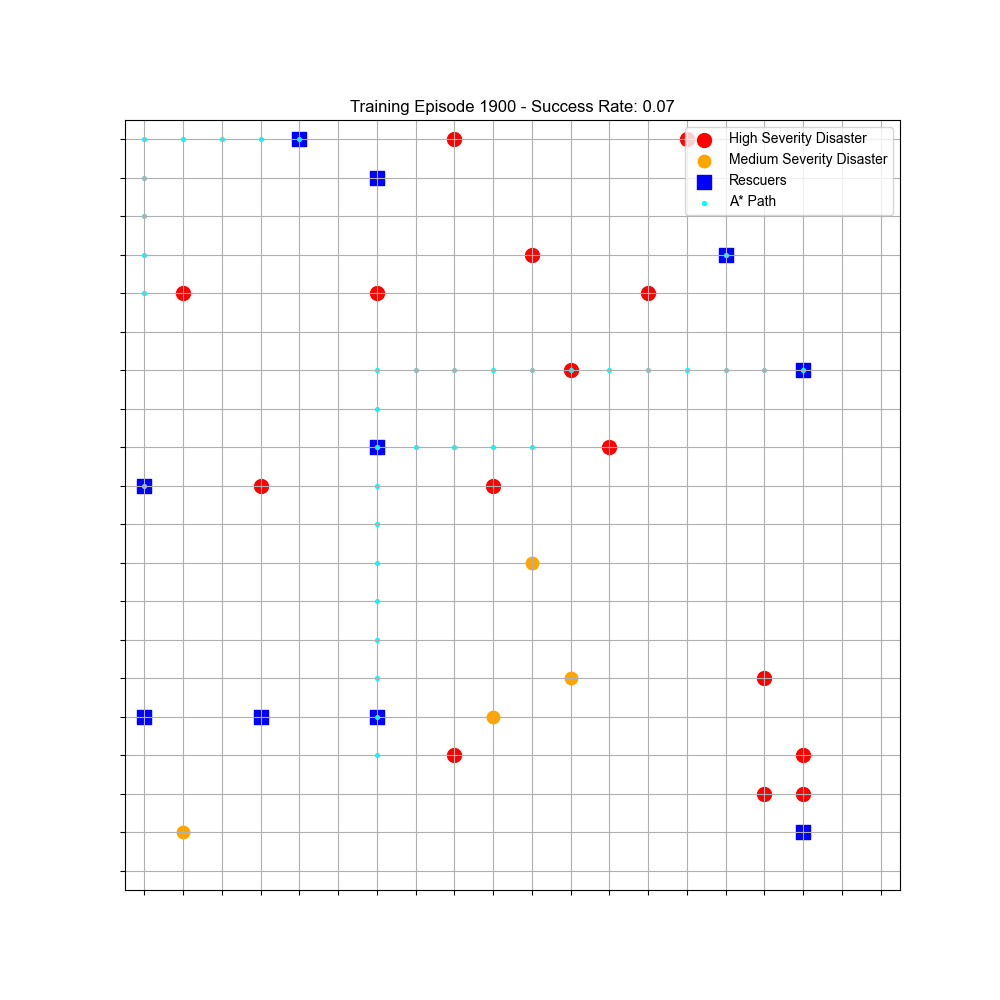 Training Episode 1900 - Success Rate: 0.07
High Severity Disaster
Medium Severity Disaster
Rescuers
A* Path